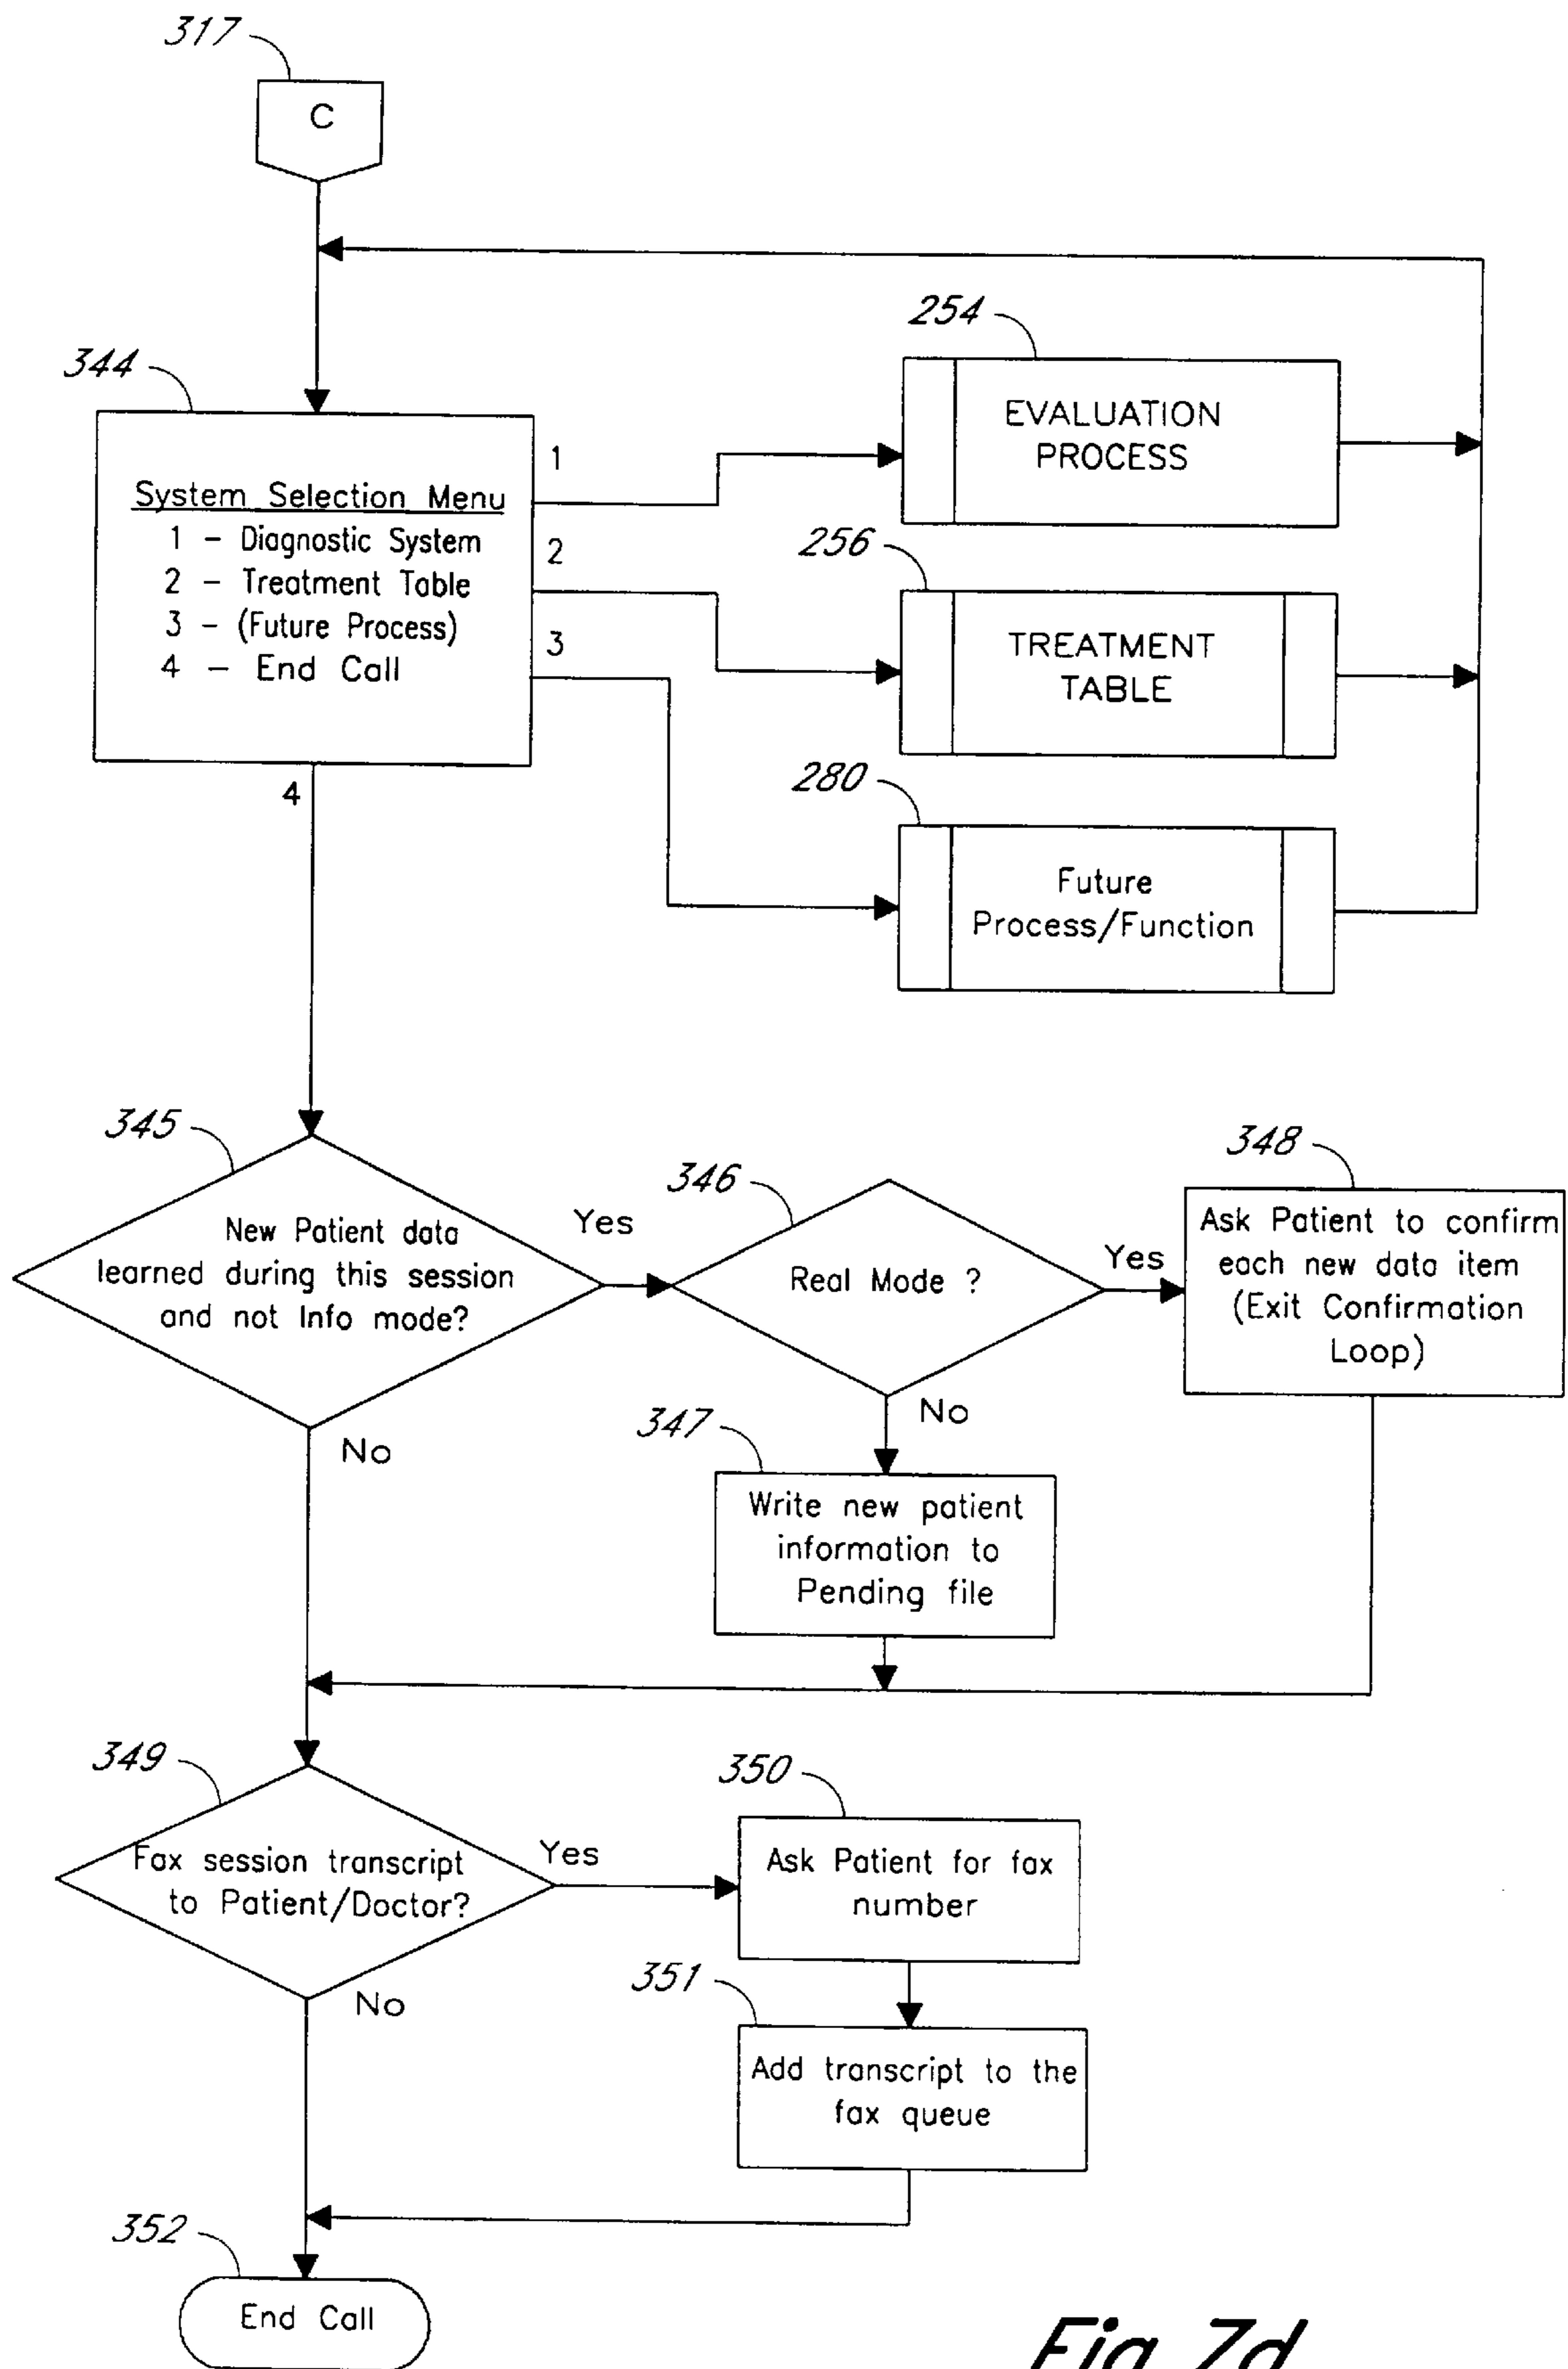 317
C
254
344
EVALUATION
PROCESS
1
System Selection Menu
1 – Diagnostic System
2 – Treatment Table
3 – (Future Process)
4 – End Call
2
256
3
TREATMENT
TABLE
280
4
Future
Process/Function
345
New Patient data
learned during this session
and not Info mode?
Yes
346
Real Mode ?
Yes
348
Ask Patient to confirm
each new data item
(Exit Confirmation
Loop)
No
No
347
Write new patient
information to
Pending file
349
Fax session transcript
to Patient/Doctor?
Yes
350
Ask Patient for fax
number
No
351
Add transcript to the
fax queue
352
End Call
Fig. 7d